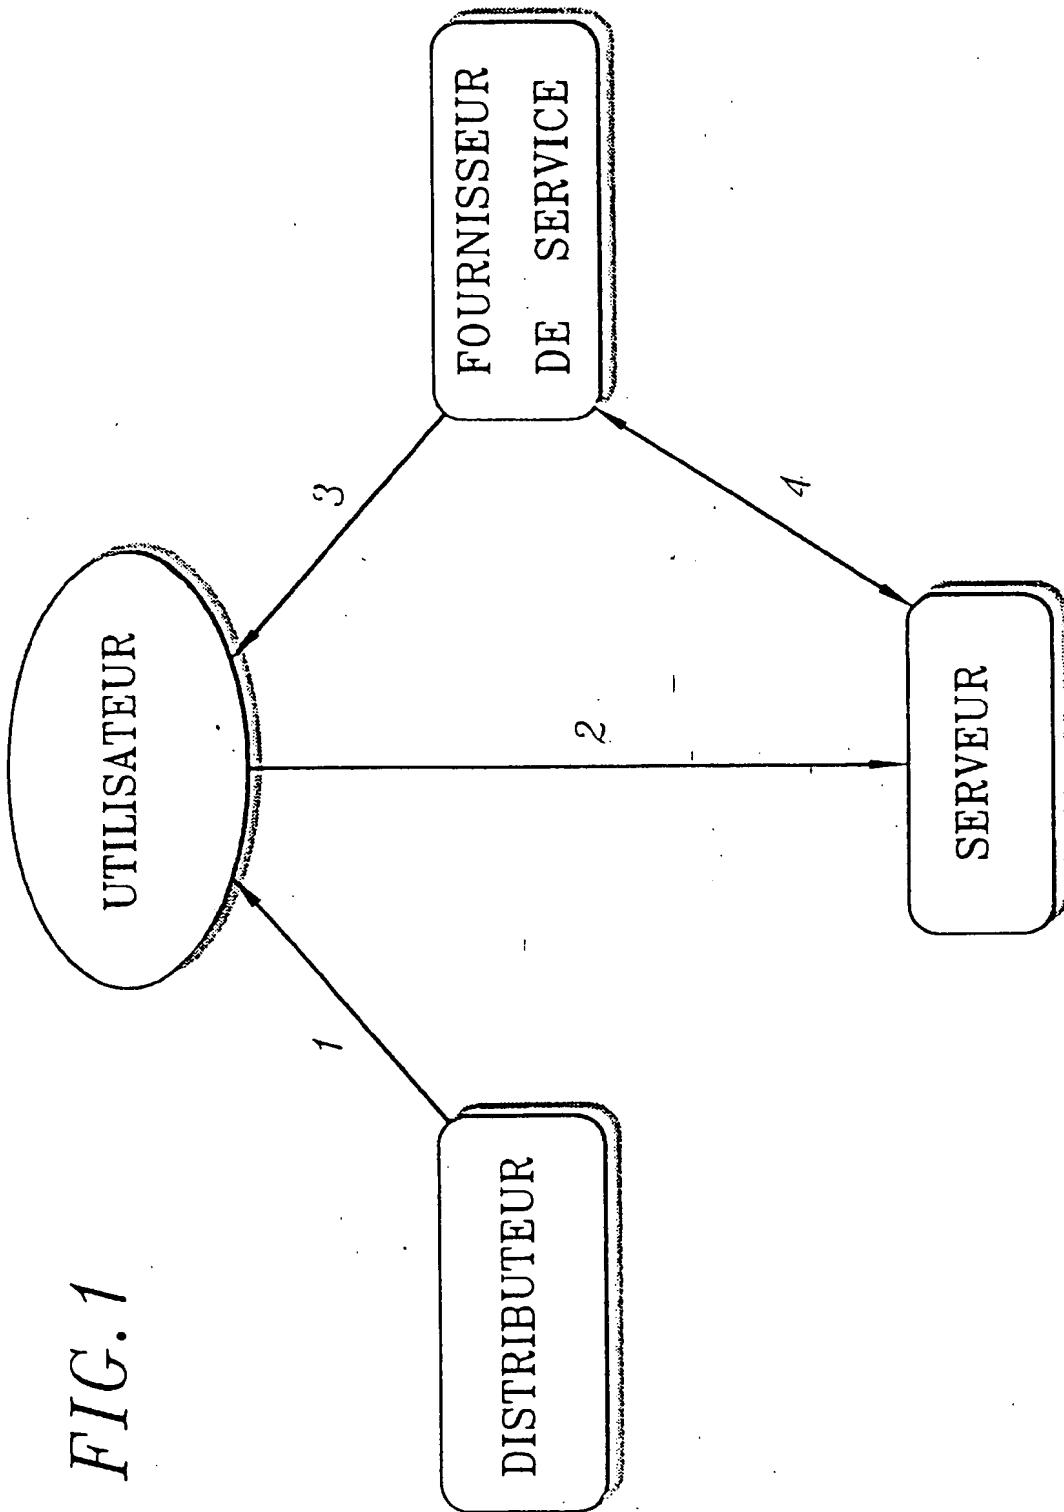 FIG.1
UTILISATEUR
1
3
2
DISTRIBUTEUR
FOURNISSEUR
DE SERVICE
4
SERVEUR